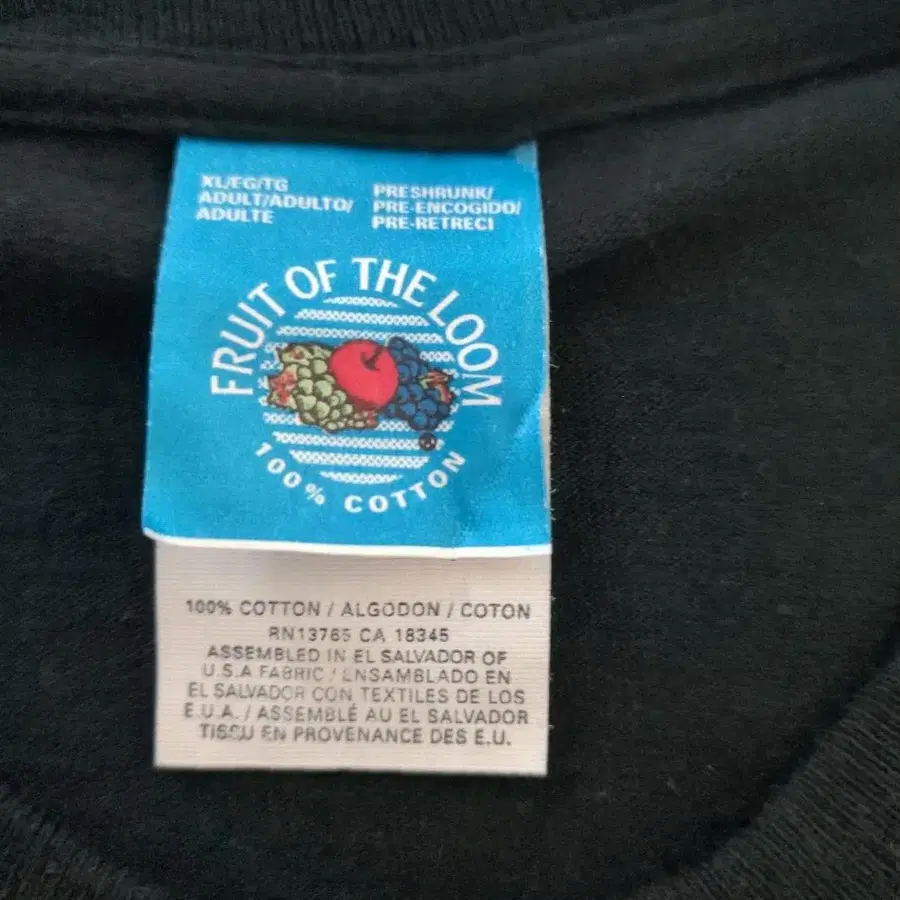 XL/EG/TG
ADULT/ADULTO/
ADULTE
PRESHRUNK/
PRE-ENCOGIDO/
PRE-RETRECI
FRUIT OF THE LOOM
®
100% COTTON
100% COTTON / ALGODON / COTON
RN13765 CA 18345
ASSEMBLED IN EL SALVADOR OF
U.S.A FABRIC / ENSAMBLADO EN
EL SALVADOR CON TEXTILES DE LOS
E.U.A. / ASSEMBLÉ AU EL SALVADOR
TISSU EN PROVENANCE DES E.U.